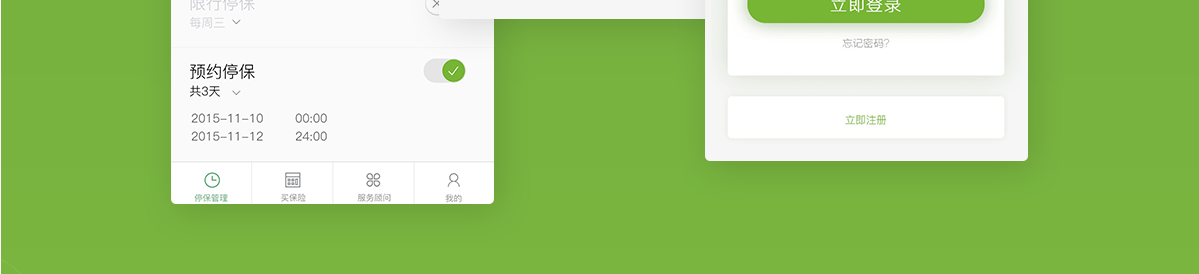 限行停保
每周三
预约停保
共3天
2015-11-10 00:00
2015-11-12 24:00
停保管理 买保险 服务顾问 我的
立即登录
忘记密码?
立即注册